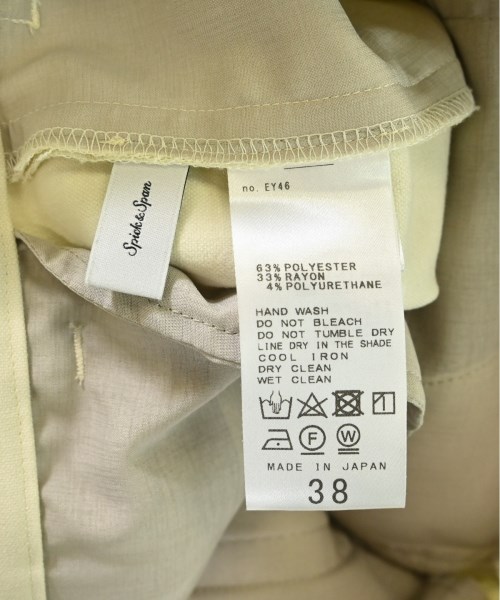 Spick & Span
no. EY46
63% POLYESTER
33% RAYON
4% POLYURETHANE
HAND WASH
DO NOT BLEACH
DO NOT TUMBLE DRY
LINE DRY IN THE SHADE
COOL IRON
DRY CLEAN
WET CLEAN
F W
MADE IN JAPAN
38